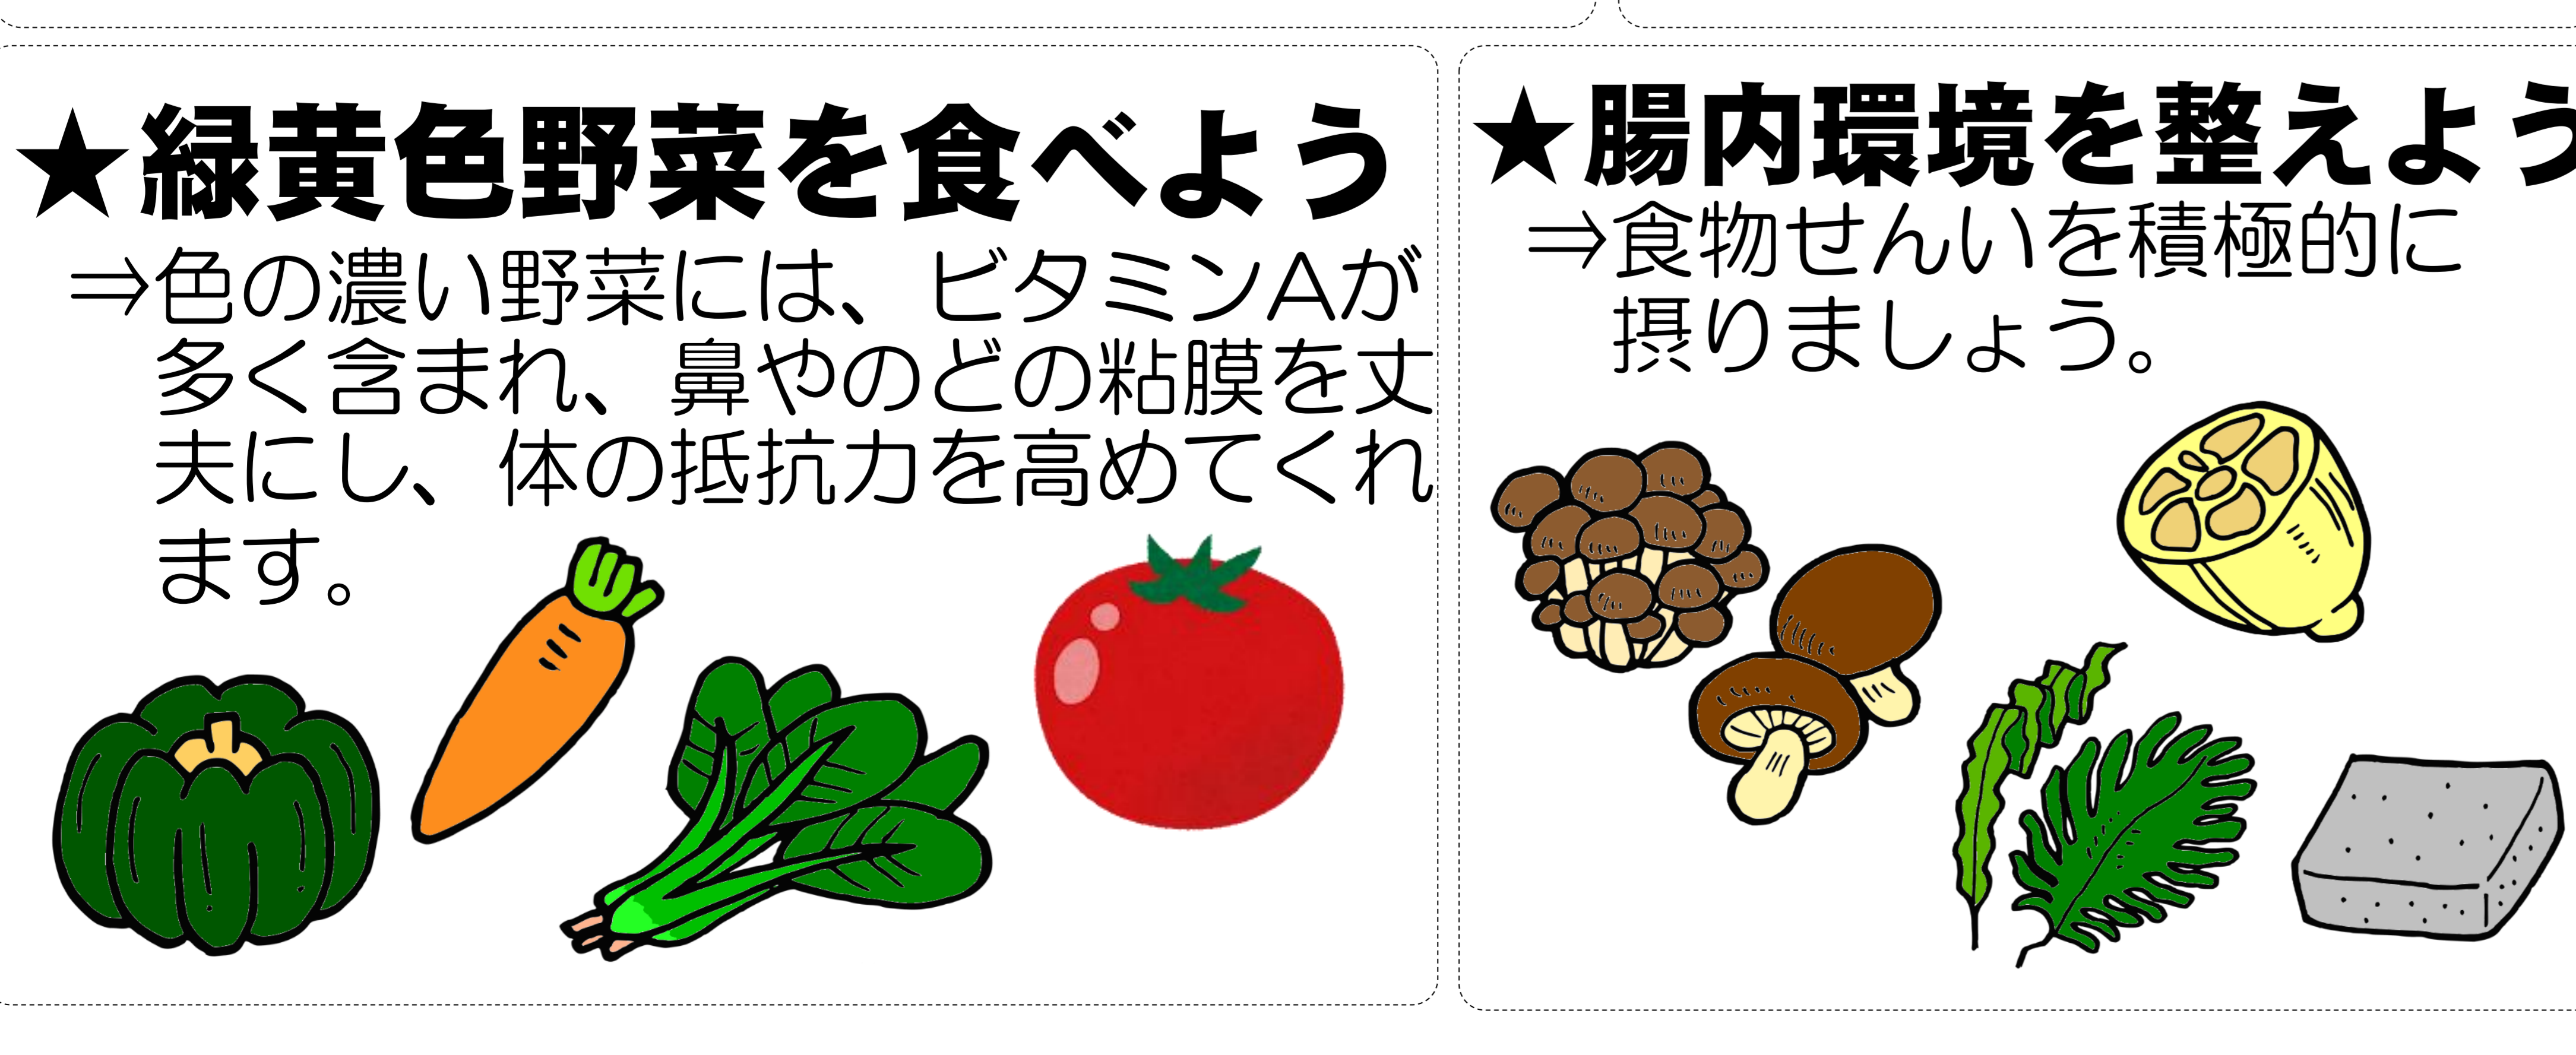 ★緑黄色野菜を食べよう
⇒色の濃い野菜には、ビタミンAが
多く含まれ、鼻やのどの粘膜を丈
夫にし、体の抵抗力を高めてくれ
ます。
★腸内環境を整えよう
⇒食物せんいを積極的に
摂りましょう。